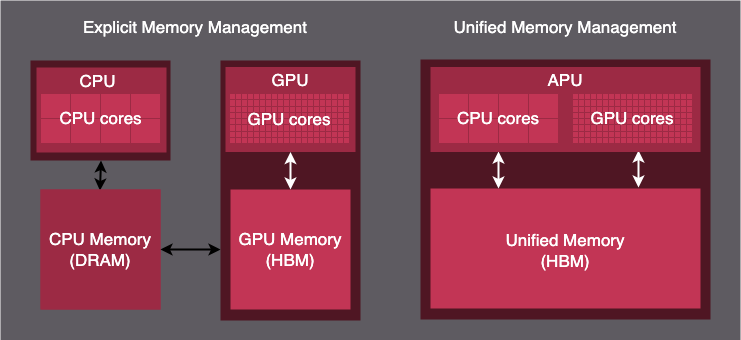 Explicit Memory Management
CPU
CPU cores
GPU
GPU cores
CPU Memory
(DRAM)
GPU Memory
(HBM)
Unified Memory Management
APU
CPU cores
GPU cores
Unified Memory
(HBM)